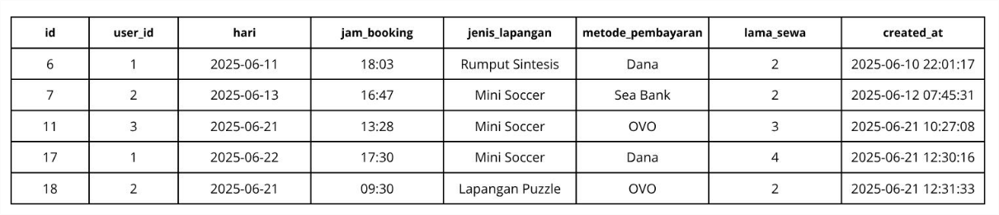 id user_id hari jam_booking jenis_lapangan metode_pembayaran lama_sewa created_at
6 1 2025-06-11 18:03 Rumput Sintesis Dana 2 2025-06-10 22:01:17
7 2 2025-06-13 16:47 Mini Soccer Sea Bank 2 2025-06-12 07:45:31
11 3 2025-06-21 13:28 Mini Soccer OVO 3 2025-06-21 10:27:08
17 1 2025-06-22 17:30 Mini Soccer Dana 4 2025-06-21 12:30:16
18 2 2025-06-21 09:30 Lapangan Puzzle OVO 2 2025-06-21 12:31:33